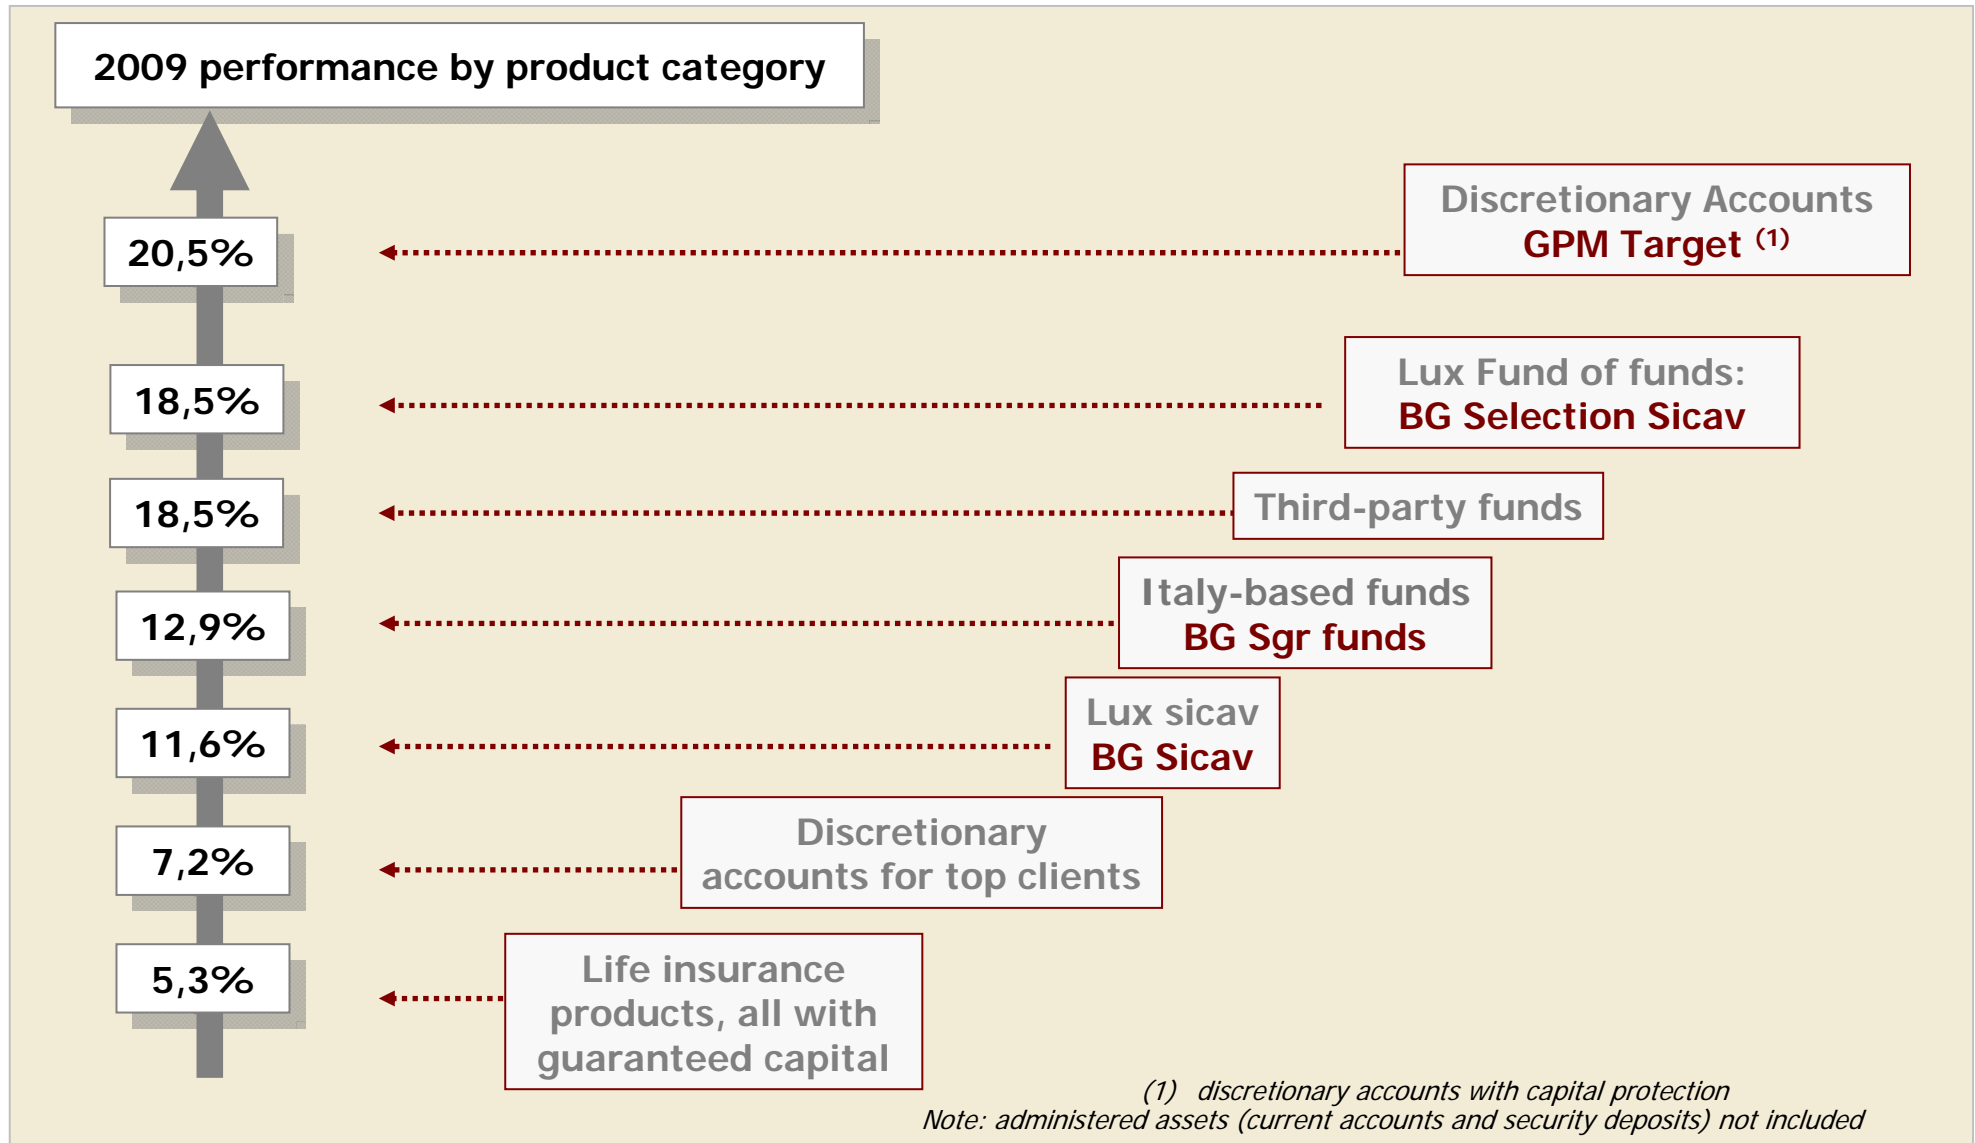 2009 performance by product category
20,5%
Discretionary Accounts
GPM Target (1)
18,5%
Lux Fund of funds:
BG Selection Sicav
18,5%
Third-party funds
12,9%
Italy-based funds
BG Sgr funds
11,6%
Lux sicav
BG Sicav
7,2%
Discretionary
accounts for top clients
5,3%
Life insurance
products, all with
guaranteed capital
(1) discretionary accounts with capital protection
Note: administered assets (current accounts and security deposits) not included